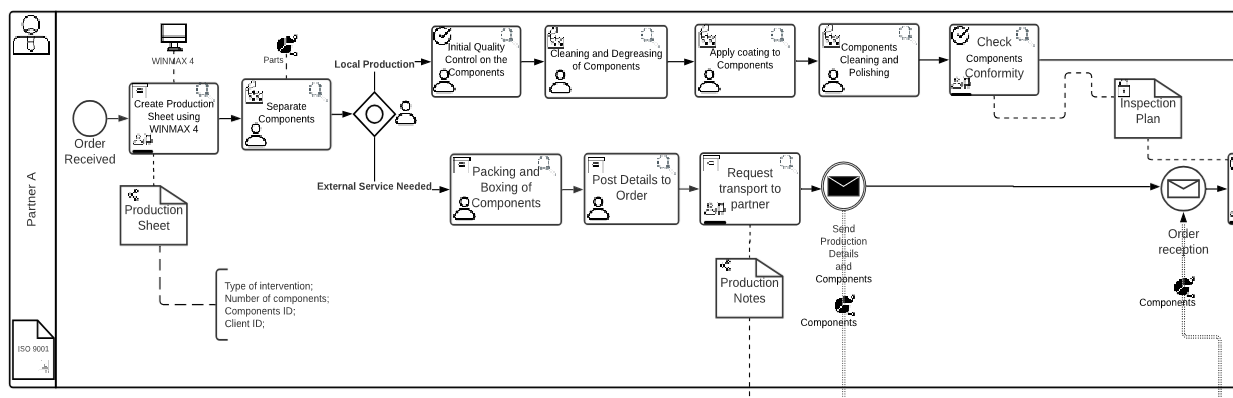 Partner A
ISO 9001
Order
Received
WINMAX 4
Create Production
Sheet using
WINMAX 4
Production
Sheet
Type of intervention;
Number of components;
Components ID;
Client ID;
Parts
Separate
Components
Local Production
External Service Needed
Initial Quality
Control on the
Components
Cleaning and Degreasing
of Components
Apply coating to
Components
Components
Cleaning and
Polishing
Check
Components
Conformity
Inspection
Plan
Packing and
Boxing of
Components
Post Details to
Order
Request
transport to
partner
Production
Notes
Send
Production
Details
and
Components
Components
Order
reception
Components